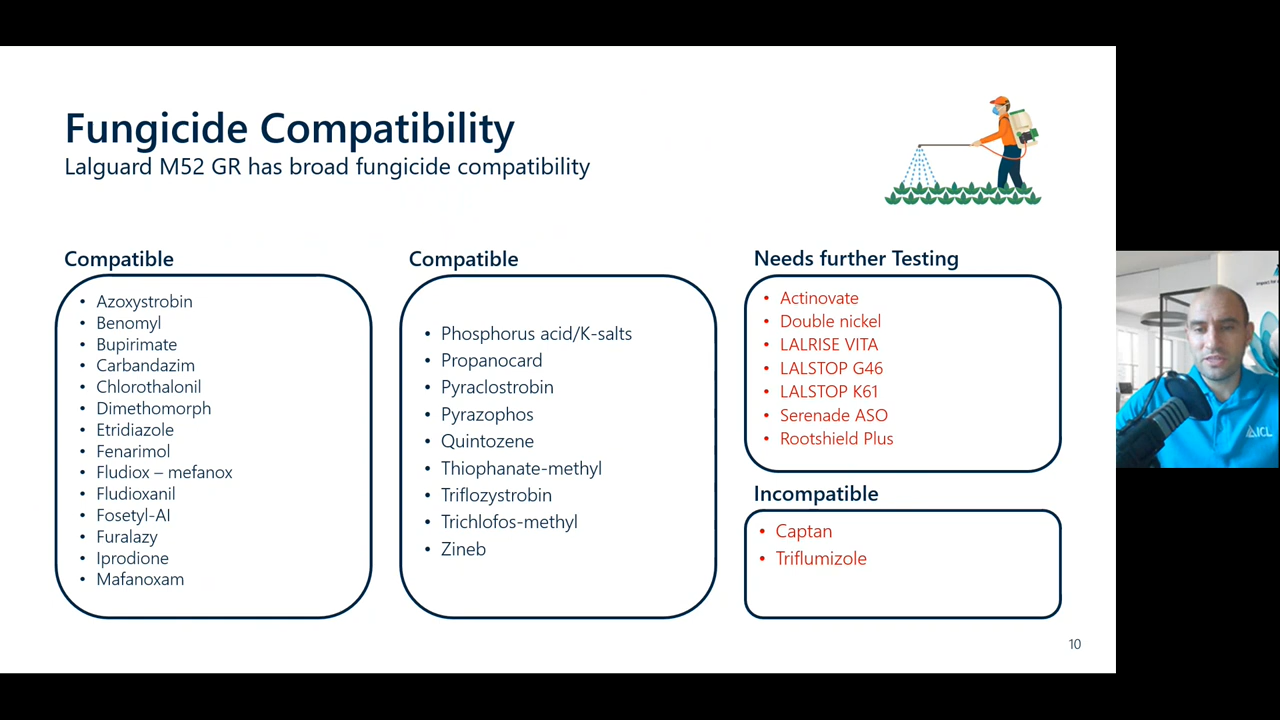 Fungicide Compatibility
Lalguard M52 GR has broad fungicide compatibility
Compatible
• Azoxystrobin
• Benomyl
• Bupirimate
• Carbandazim
• Chlorothalonil
• Dimethomorph
• Etridiazole
• Fenarimol
• Fludiox – mefanox
• Fludioxanil
• Fosetyl-AI
• Furalazy
• Iprodione
• Mafanoxam
Compatible
• Phosphorus acid/K-salts
• Propanocard
• Pyraclostrobin
• Pyrazophos
• Quintozene
• Thiophanate-methyl
• Triflozystrobin
• Trichlofos-methyl
• Zineb
Needs further Testing
• Actinovate
• Double nickel
• LALRISE VITA
• LALSTOP G46
• LALSTOP K61
• Serenade ASO
• Rootshield Plus
Incompatible
• Captan
• Triflumizole
10
ICL